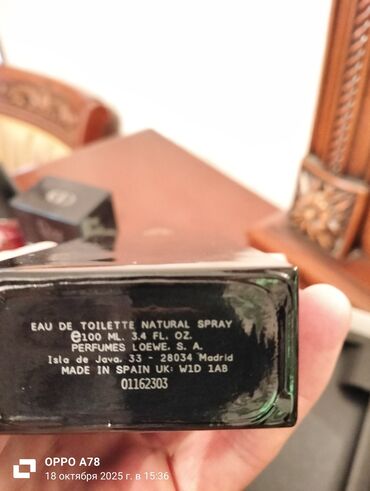 EAU DE TOILETTE NATURAL SPRAY
℮100 ML. 3.4 FL. OZ.
PERFUMES LOEWE. S. A.
Isla de Java. 33 - 28034 Madrid
MADE IN SPAIN UK: W1D 1AB
01162303
OPPO A78
18 октября 2025 г в 15:36